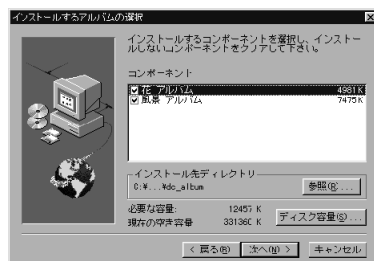 インストールするアルバムの選択
インストールするコンポーネントを選択し、インストー
ルしないコンポーネントをクリアして下さい。
コンポーネント
花 アルバム 4981 K
風景 アルバム 7475 K
インストール先ディレクトリ
C:¥...¥dc_album
参照(R)...
必要な容量: 12457 K
現在の空き容量 331360 K
ディスク容量(S)...
< 戻る(B)
次へ(N) >
キャンセル